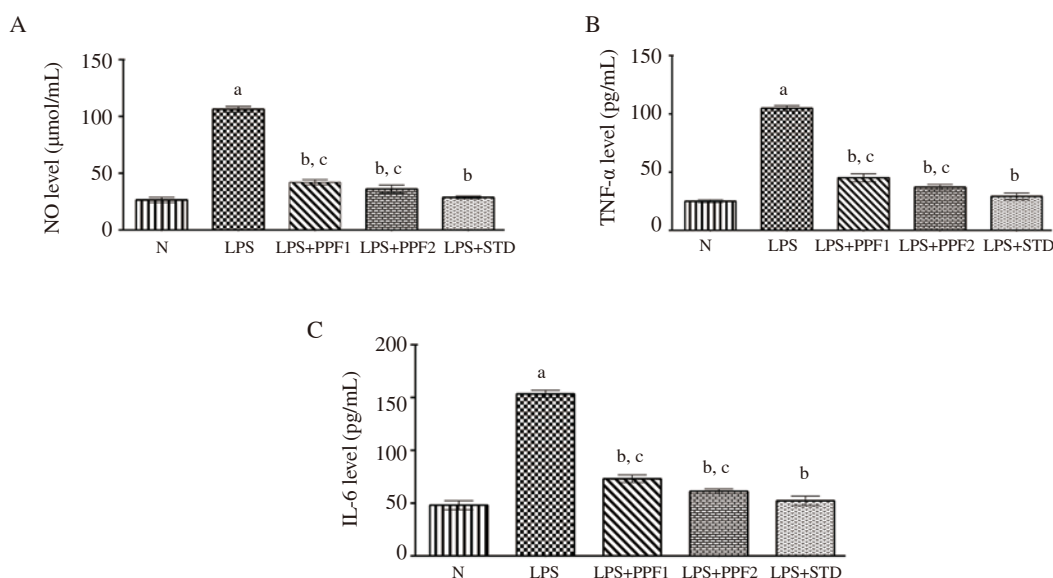 A
NO level (µmol/mL)
150
100
50
0
a
b, c
b, c
b
N LPS LPS+PPF1 LPS+PPF2 LPS+STD
B
TNF-α level (pg/mL)
150
100
50
0
a
b, c
b, c
b
N LPS LPS+PPF1 LPS+PPF2 LPS+STD
C
IL-6 level (pg/mL)
200
150
100
50
0
a
b, c
b, c
b
N LPS LPS+PPF1 LPS+PPF2 LPS+STD